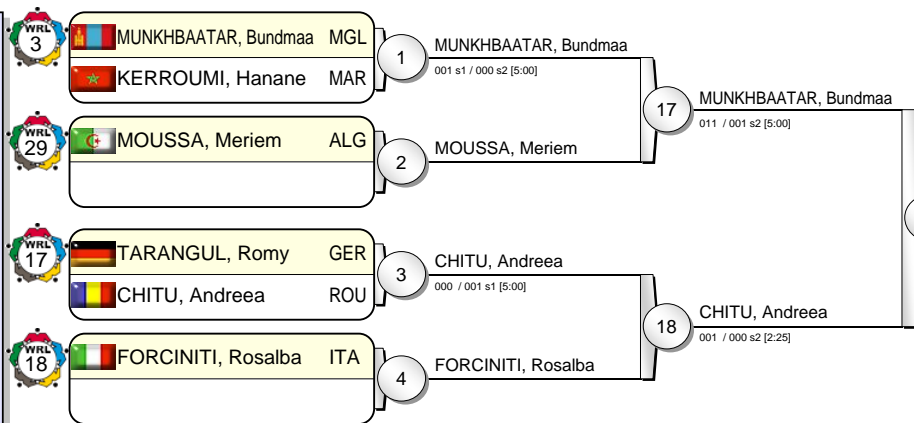 WRL
3
MUNKHBAATAR, Bundmaa MGL
KERROUMI, Hanane MAR
1
MUNKHBAATAR, Bundmaa
001 s1 / 000 s2 [5:00]
WRL
29
MOUSSA, Meriem ALG
2
MOUSSA, Meriem
17
MUNKHBAATAR, Bundmaa
011 / 001 s2 [5:00]
WRL
17
TARANGUL, Romy GER
CHITU, Andreea ROU
3
CHITU, Andreea
000 / 001 s1 [5:00]
WRL
18
FORCINITI, Rosalba ITA
4
FORCINITI, Rosalba
18
CHITU, Andreea
001 / 000 s2 [2:25]